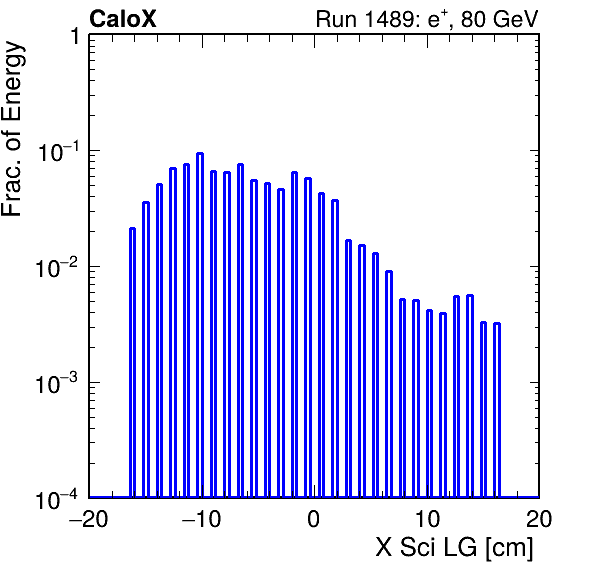 CaloX Run 1489: e⁺, 80 GeV
Frac. of Energy
1
10⁻¹
10⁻²
10⁻³
10⁻⁴
−20 −10 0 10 20
X Sci LG [cm]